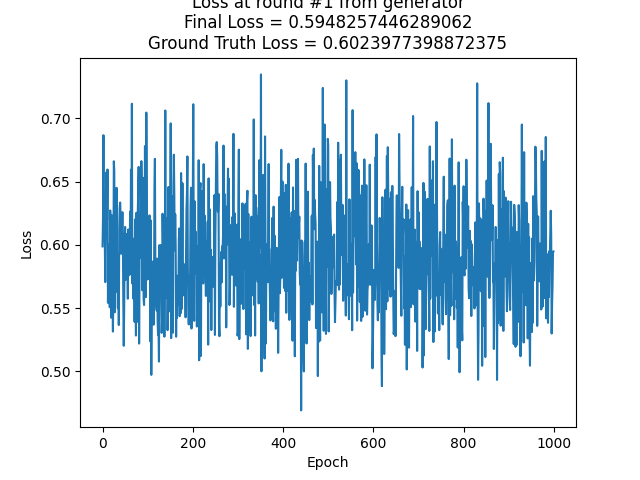 Loss at round #1 from generator
Final Loss = 0.5948257446289062
Ground Truth Loss = 0.6023977398872375
0.70
0.65
0.60
0.55
0.50
Loss
0 200 400 600 800 1000
Epoch